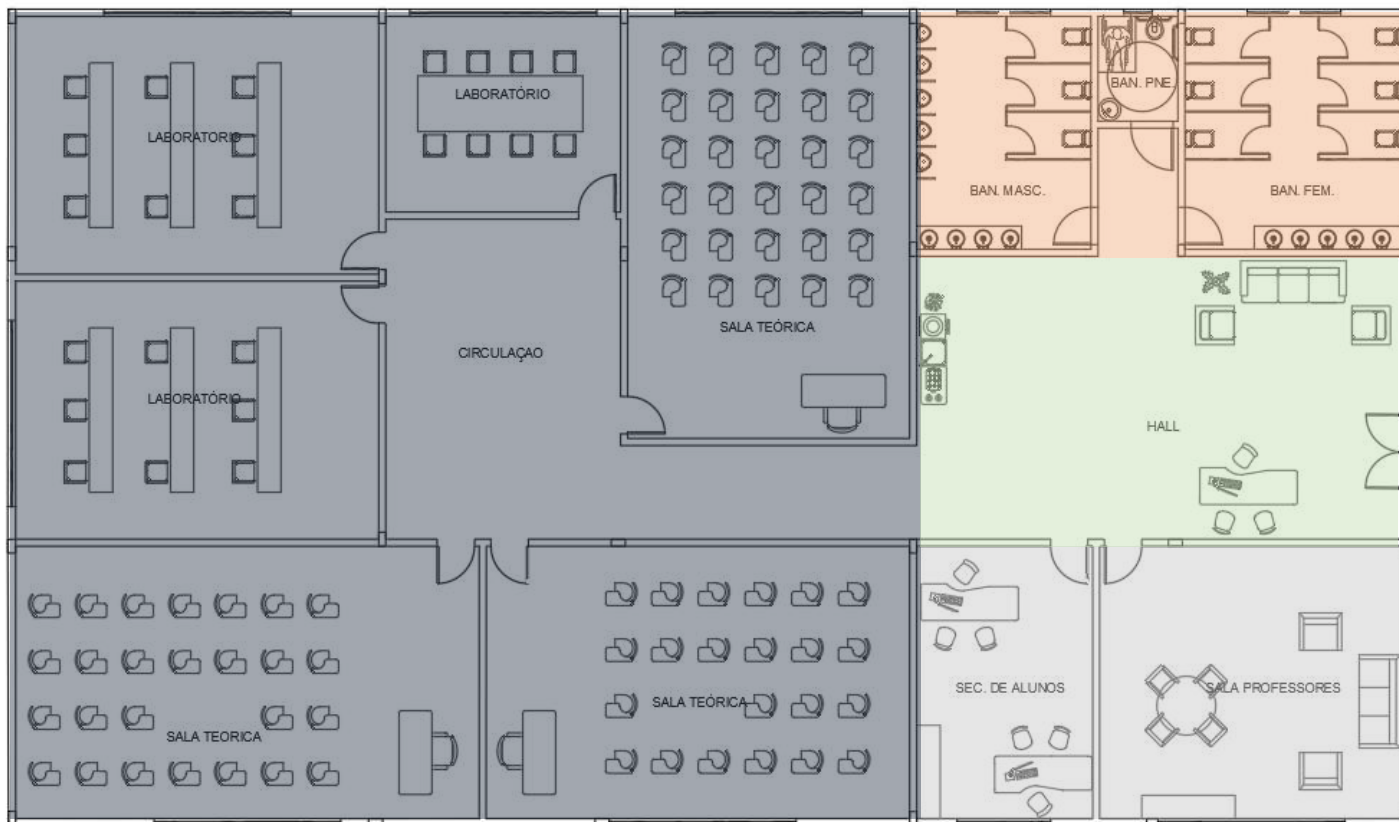 LABORATÓRIO
LABORATÓRIO
BAN. PNE.
BAN. MASC.
BAN. FEM.
SALA TEÓRICA
CIRCULAÇAO
LABORATÓRIO
HALL
SALA TEORICA
SALA TEÓRICA
SEC. DE ALUNOS
SALA PROFESSORES